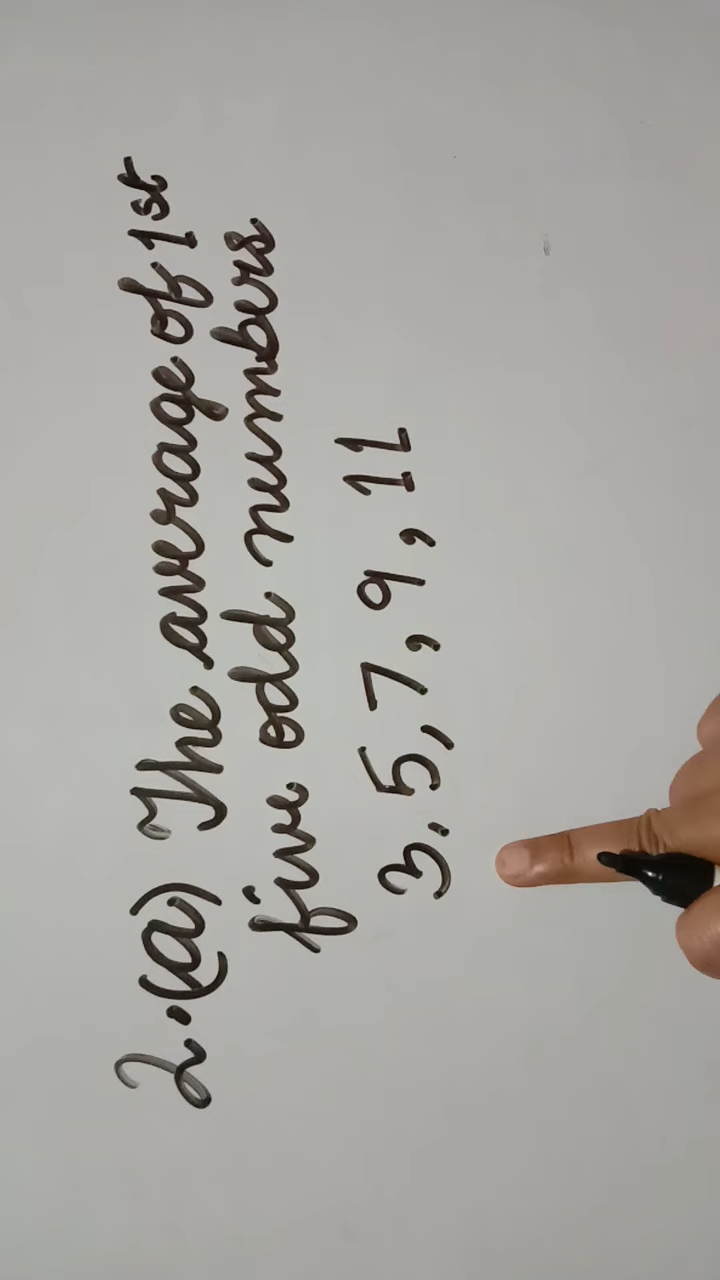 2.(a) The average of 1st
five odd numbers
3, 5, 7, 9, 11